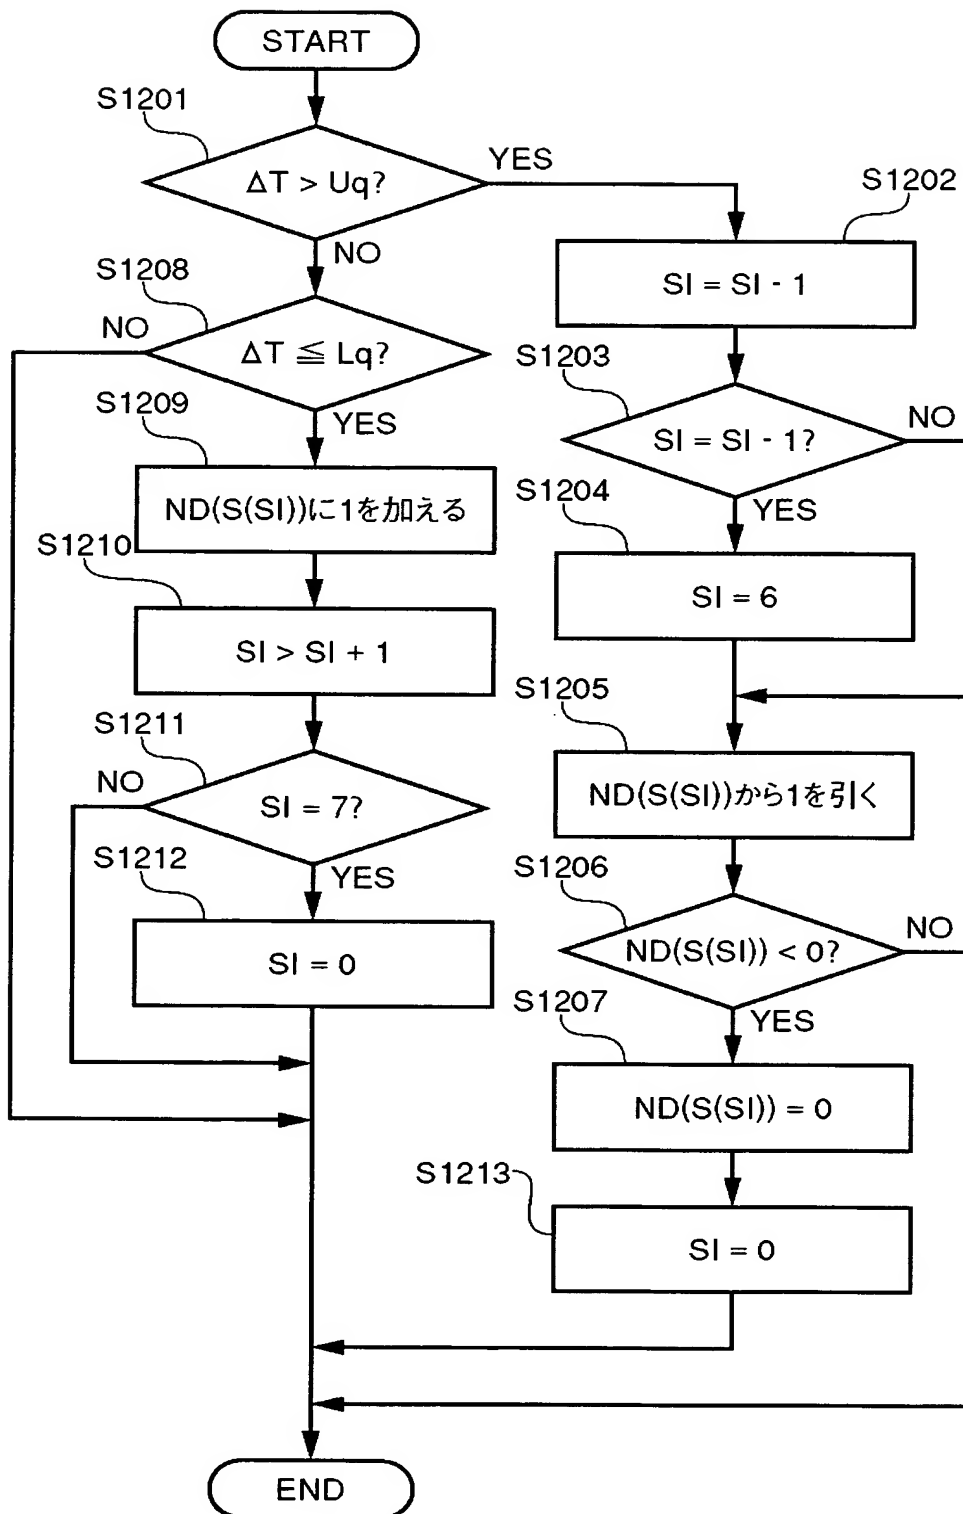 START
S1201
ΔT > Uq?
YES
NO
S1202
SI = SI - 1
S1208
NO
ΔT ≦ Lq?
YES
S1203
SI = SI - 1?
NO
YES
S1209
ND(S(SI))に1を加える
S1204
SI = 6
S1210
SI > SI + 1
S1205
ND(S(SI))から1を引く
S1211
NO
SI = 7?
YES
S1206
ND(S(SI)) < 0?
NO
YES
S1212
SI = 0
S1207
ND(S(SI)) = 0
S1213
SI = 0
END